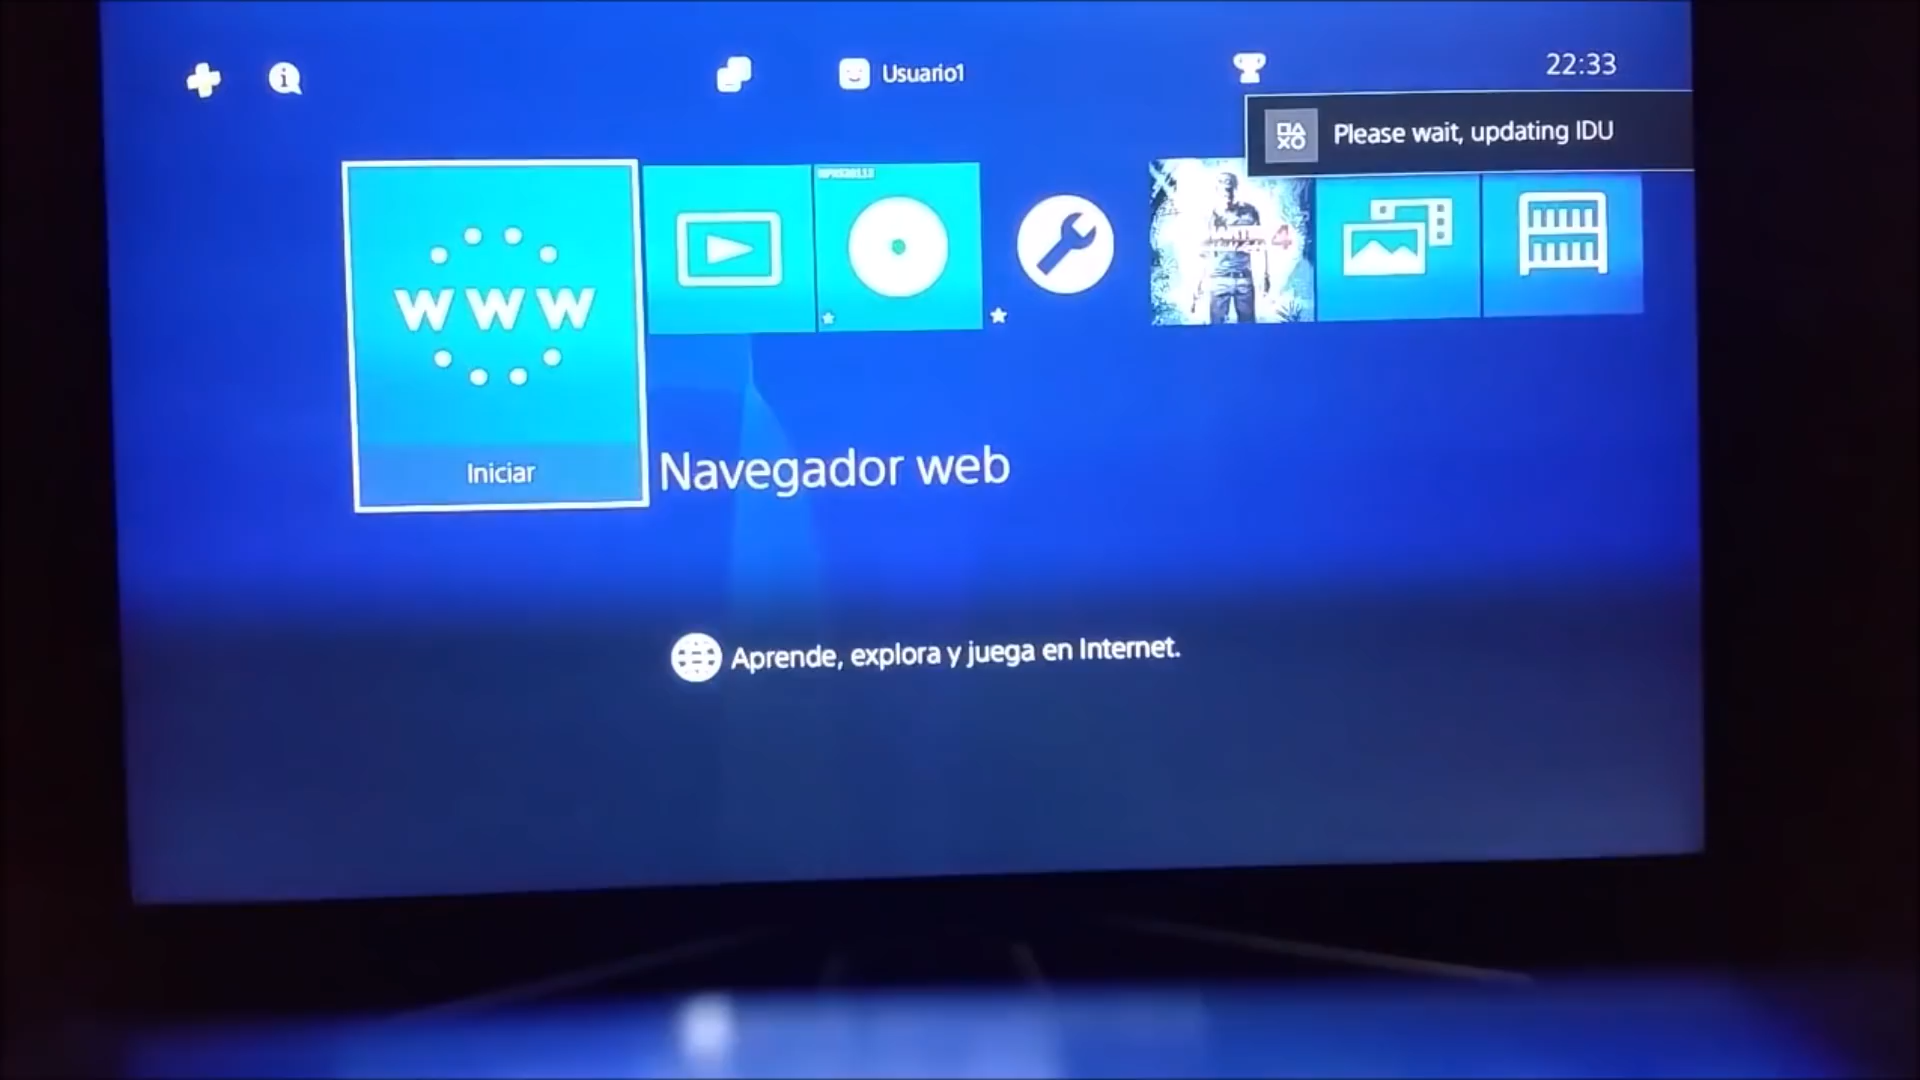 Usuario1
22:33
Please wait, updating IDU
WWW
Iniciar
Navegador web
Aprende, explora y juega en Internet.